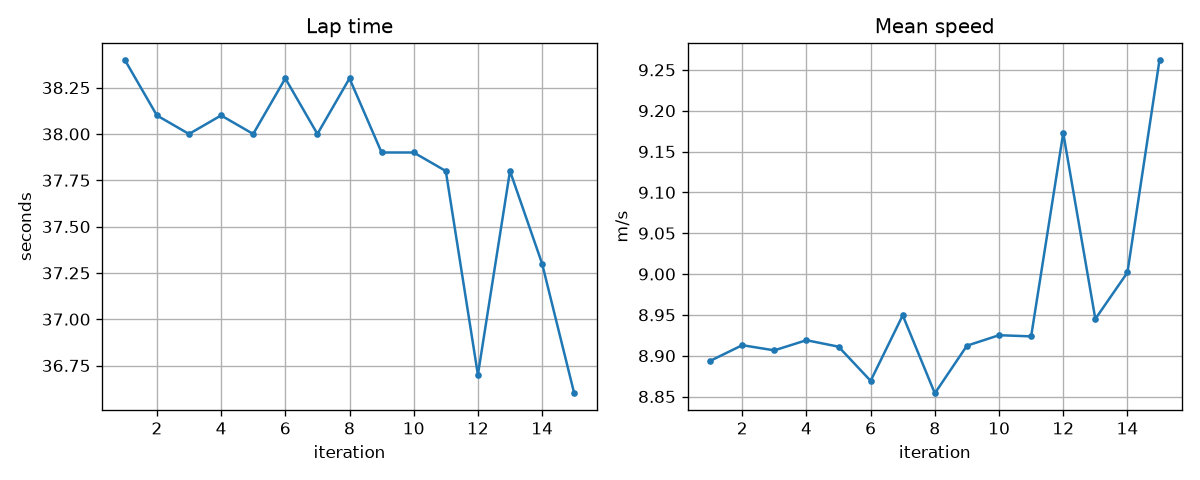 Lap time
38.25
38.00
37.75
37.50
37.25
37.00
36.75
seconds
2 4 6 8 10 12 14
iteration
Mean speed
9.25
9.20
9.15
9.10
9.05
9.00
8.95
8.90
8.85
m/s
2 4 6 8 10 12 14
iteration